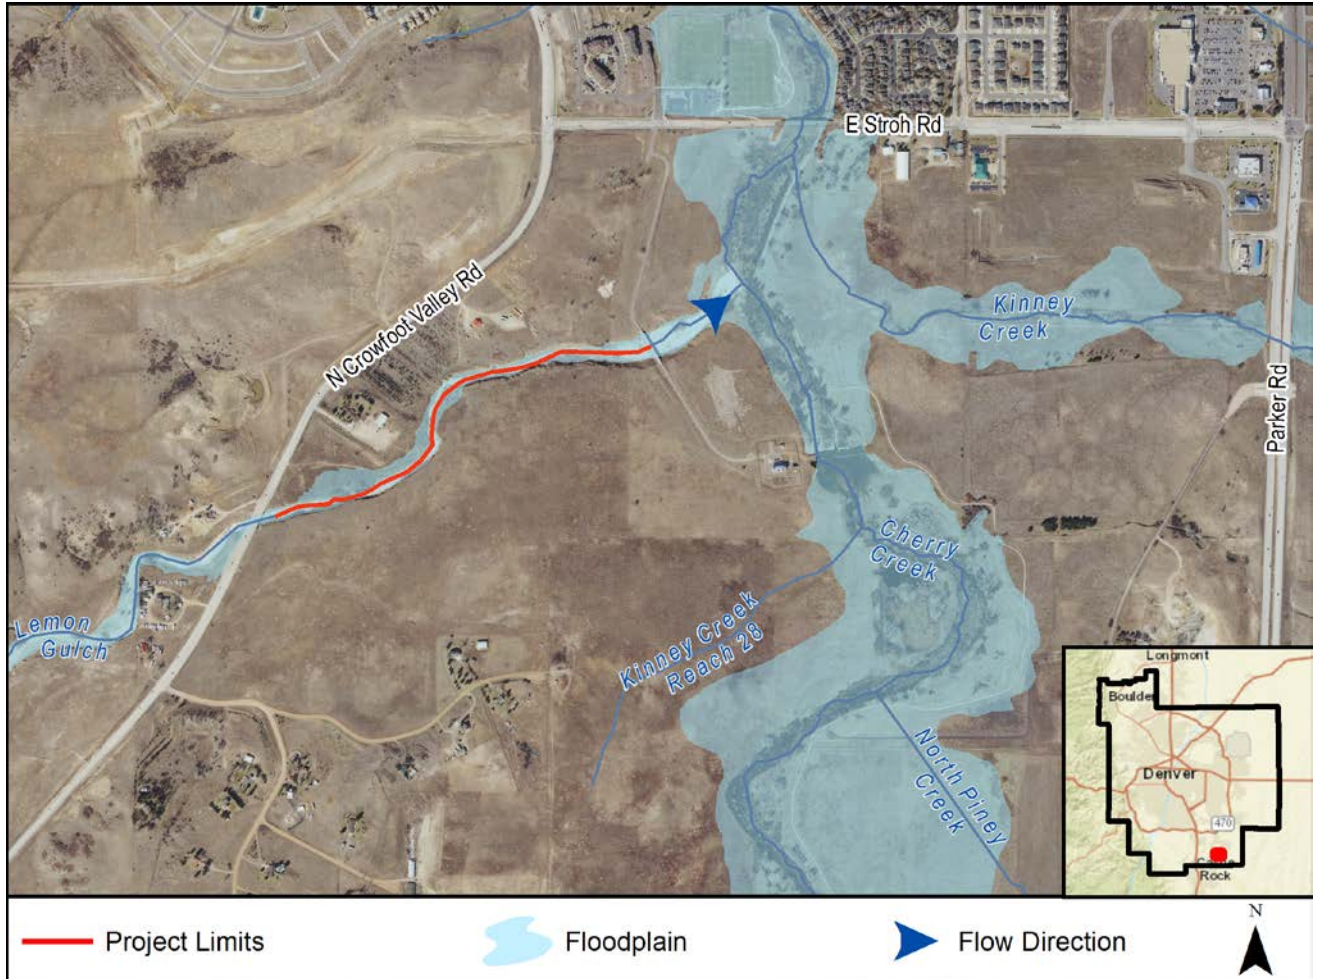 E Stroh Rd
N Crowfoot Valley Rd
Kinney
Creek
Parker Rd
Cherry
Creek
Kinney Creek
Reach 28
Lemon
Gulch
North Piney
Creek
Longmont
Boulder
Denver
470
Rock
Project Limits
Floodplain
Flow Direction
N